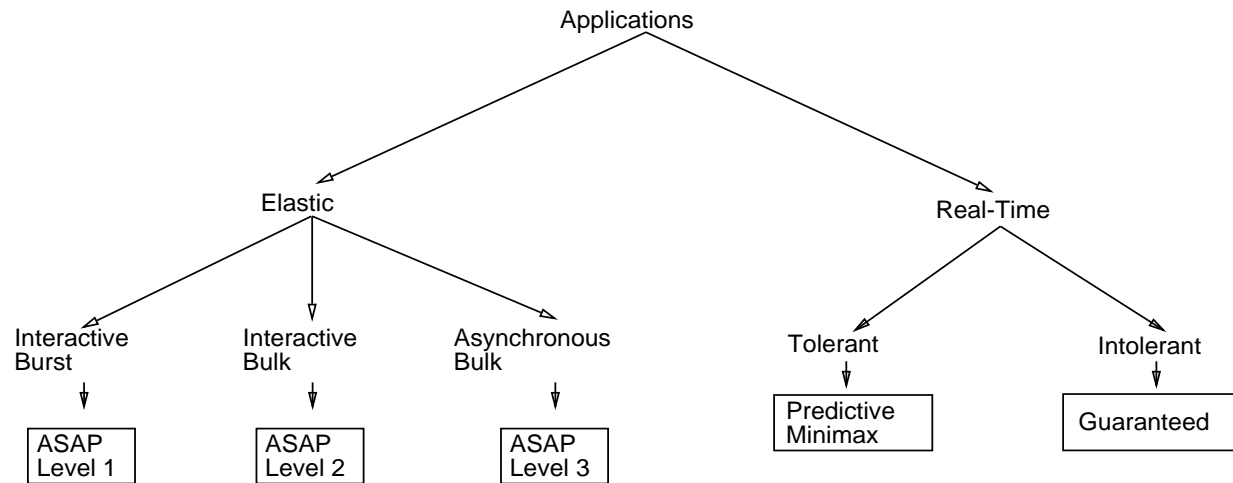 Applications
Elastic
Real-Time
Interactive
Burst
Interactive
Bulk
Asynchronous
Bulk
Tolerant
Intolerant
ASAP
Level 1
ASAP
Level 2
ASAP
Level 3
Predictive
Minimax
Guaranteed